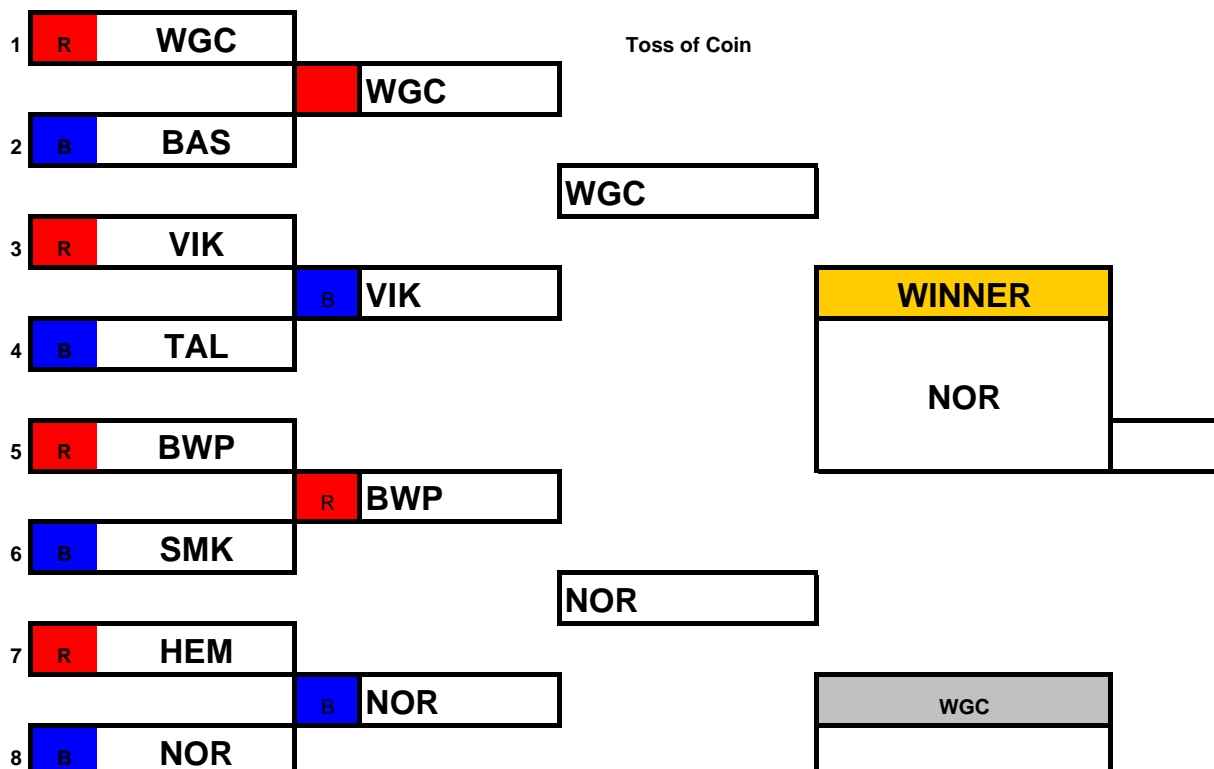 1 R WGC Toss of Coin
WGC
2 B BAS
WGC
3 R VIK
B VIK WINNER
4 B TAL
NOR
5 R BWP
R BWP
6 B SMK
NOR
7 R HEM
B NOR WGC
8 B NOR